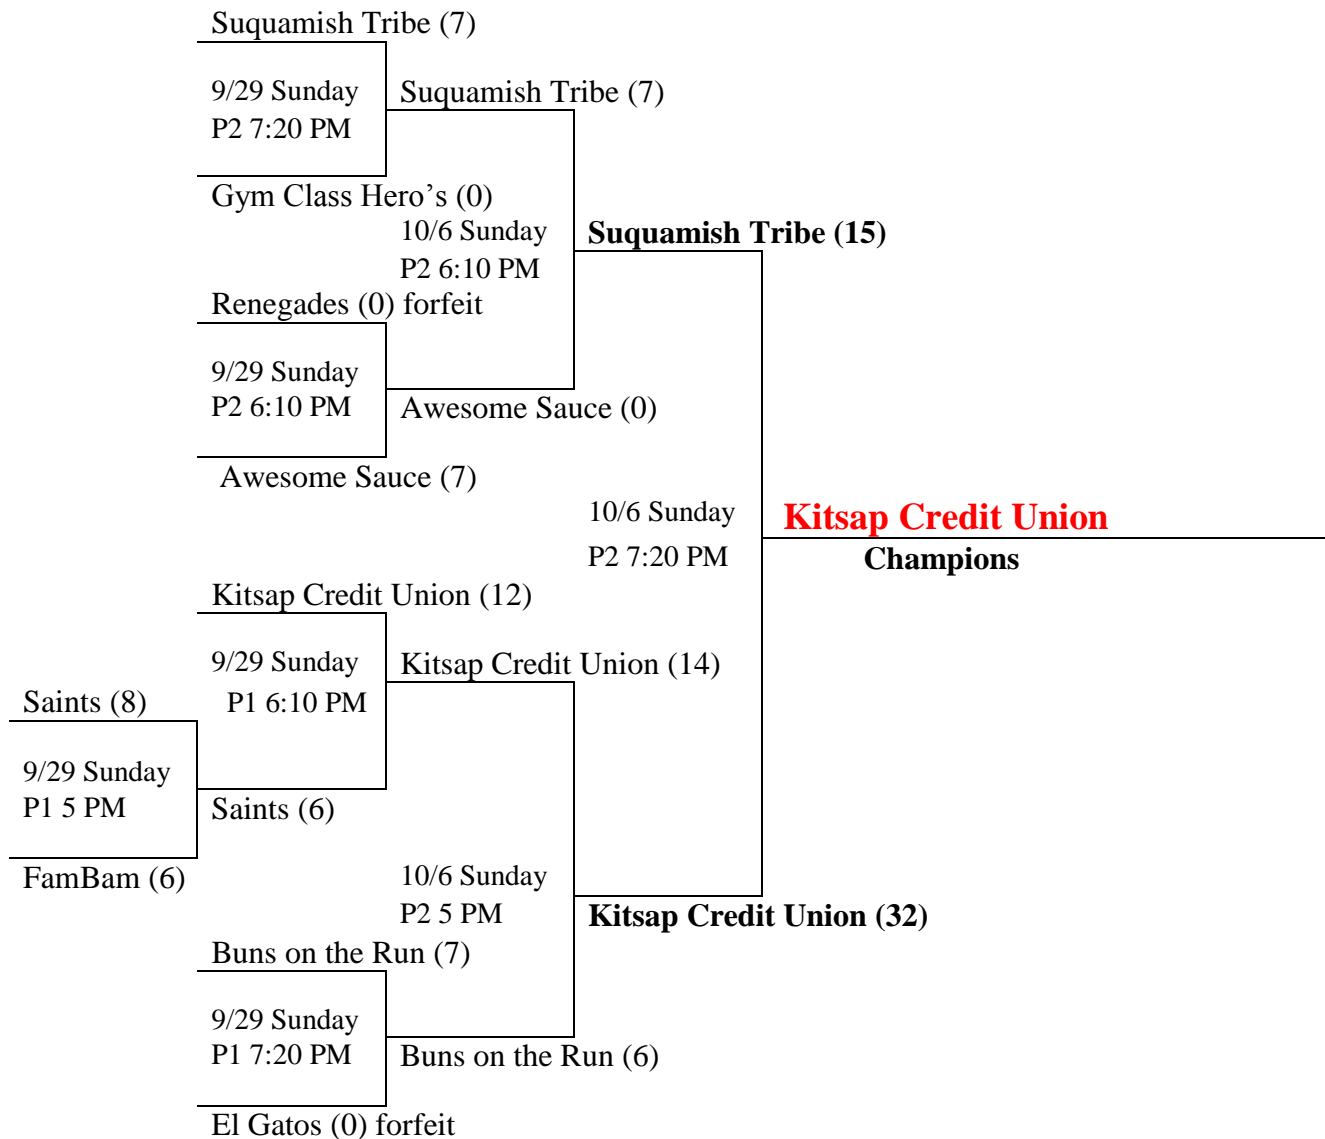 Suquamish Tribe (7)
9/29 Sunday
P2 7:20 PM
Suquamish Tribe (7)
Gym Class Hero’s (0)
10/6 Sunday
P2 6:10 PM
Suquamish Tribe (15)
Renegades (0) forfeit
9/29 Sunday
P2 6:10 PM
Awesome Sauce (0)
Awesome Sauce (7)
10/6 Sunday
P2 7:20 PM
Kitsap Credit Union
Champions
Kitsap Credit Union (12)
9/29 Sunday
P1 6:10 PM
Kitsap Credit Union (14)
Saints (8)
9/29 Sunday
P1 5 PM
Saints (6)
FamBam (6)
10/6 Sunday
P2 5 PM
Kitsap Credit Union (32)
Buns on the Run (7)
9/29 Sunday
P1 7:20 PM
Buns on the Run (6)
El Gatos (0) forfeit